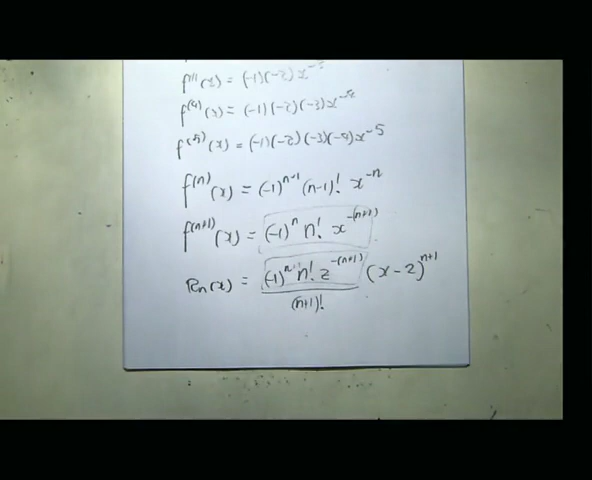 f'''(x) = (-1)(-2)x⁻³
f⁽⁴⁾(x) = (-1)(-2)(-3)x⁻⁴
f⁽⁵⁾(x) = (-1)(-2)(-3)(-4)x⁻⁵
f⁽ⁿ⁾(x) = (-1)ⁿ⁻¹ (n-1)! x⁻ⁿ
f⁽ⁿ⁺¹⁾(x) = (-1)ⁿ n! x⁻⁽ⁿ⁺¹⁾
Rₙ(x) = (-1)ⁿ n! z⁻⁽ⁿ⁺¹⁾ (x-2)ⁿ⁺¹
(n+1)!